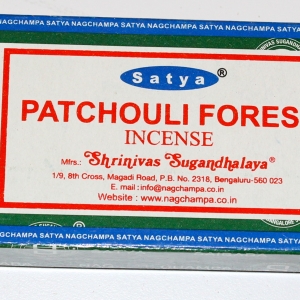 NAGCHAMPA SATYA NAGCHAMPA SATYA NAGCHAMPA SATYA NAGCHAMPA
Satya®
PATCHOULI FORES
INCENSE
Mfrs.: Shrinivas Sugandhalaya®
1/9, 8th Cross, Magadi Road, P.B. No. 2318, Bengaluru-560 023
E. mail : info@nagchampa.co.in
Website : www.nagchampa.co.in
SATYA NAGCHAMPA SATYA NAGCHAMPA SATYA NAGCHAMPA SATYA NAGCHAMPA SATYA